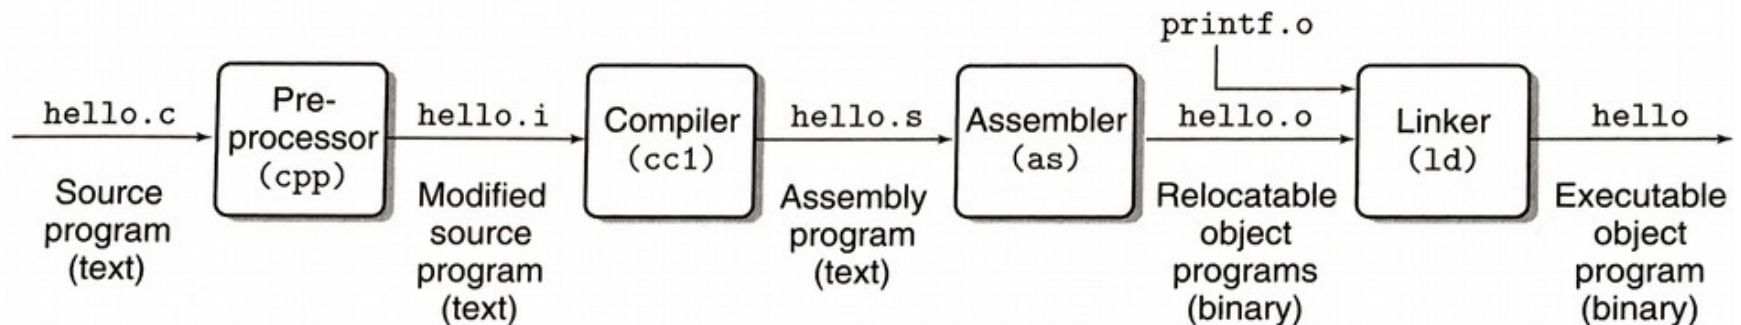 printf.o
hello.c
Pre-
processor
(cpp)
hello.i
Compiler
(cc1)
hello.s
Assembler
(as)
hello.o
Linker
(ld)
hello
Source
program
(text)
Modified
source
program
(text)
Assembly
program
(text)
Relocatable
object
programs
(binary)
Executable
object
program
(binary)